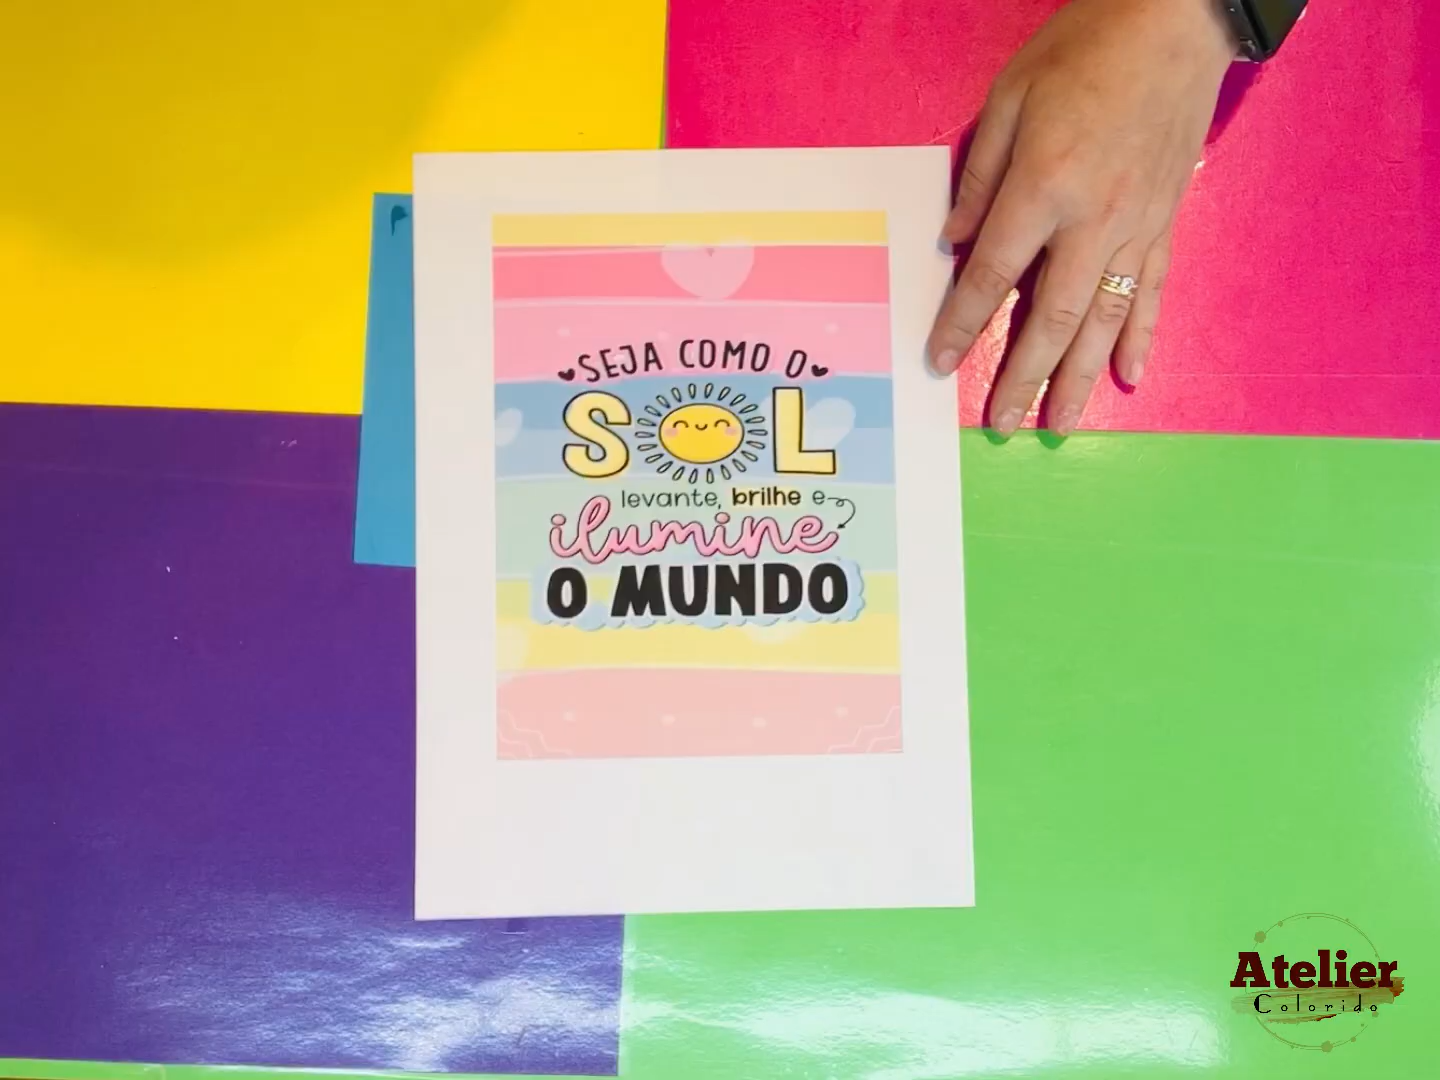 SEJA COMO O
SOL
levante, brilhe e
ilumine
O MUNDO
Atelier
Colorido